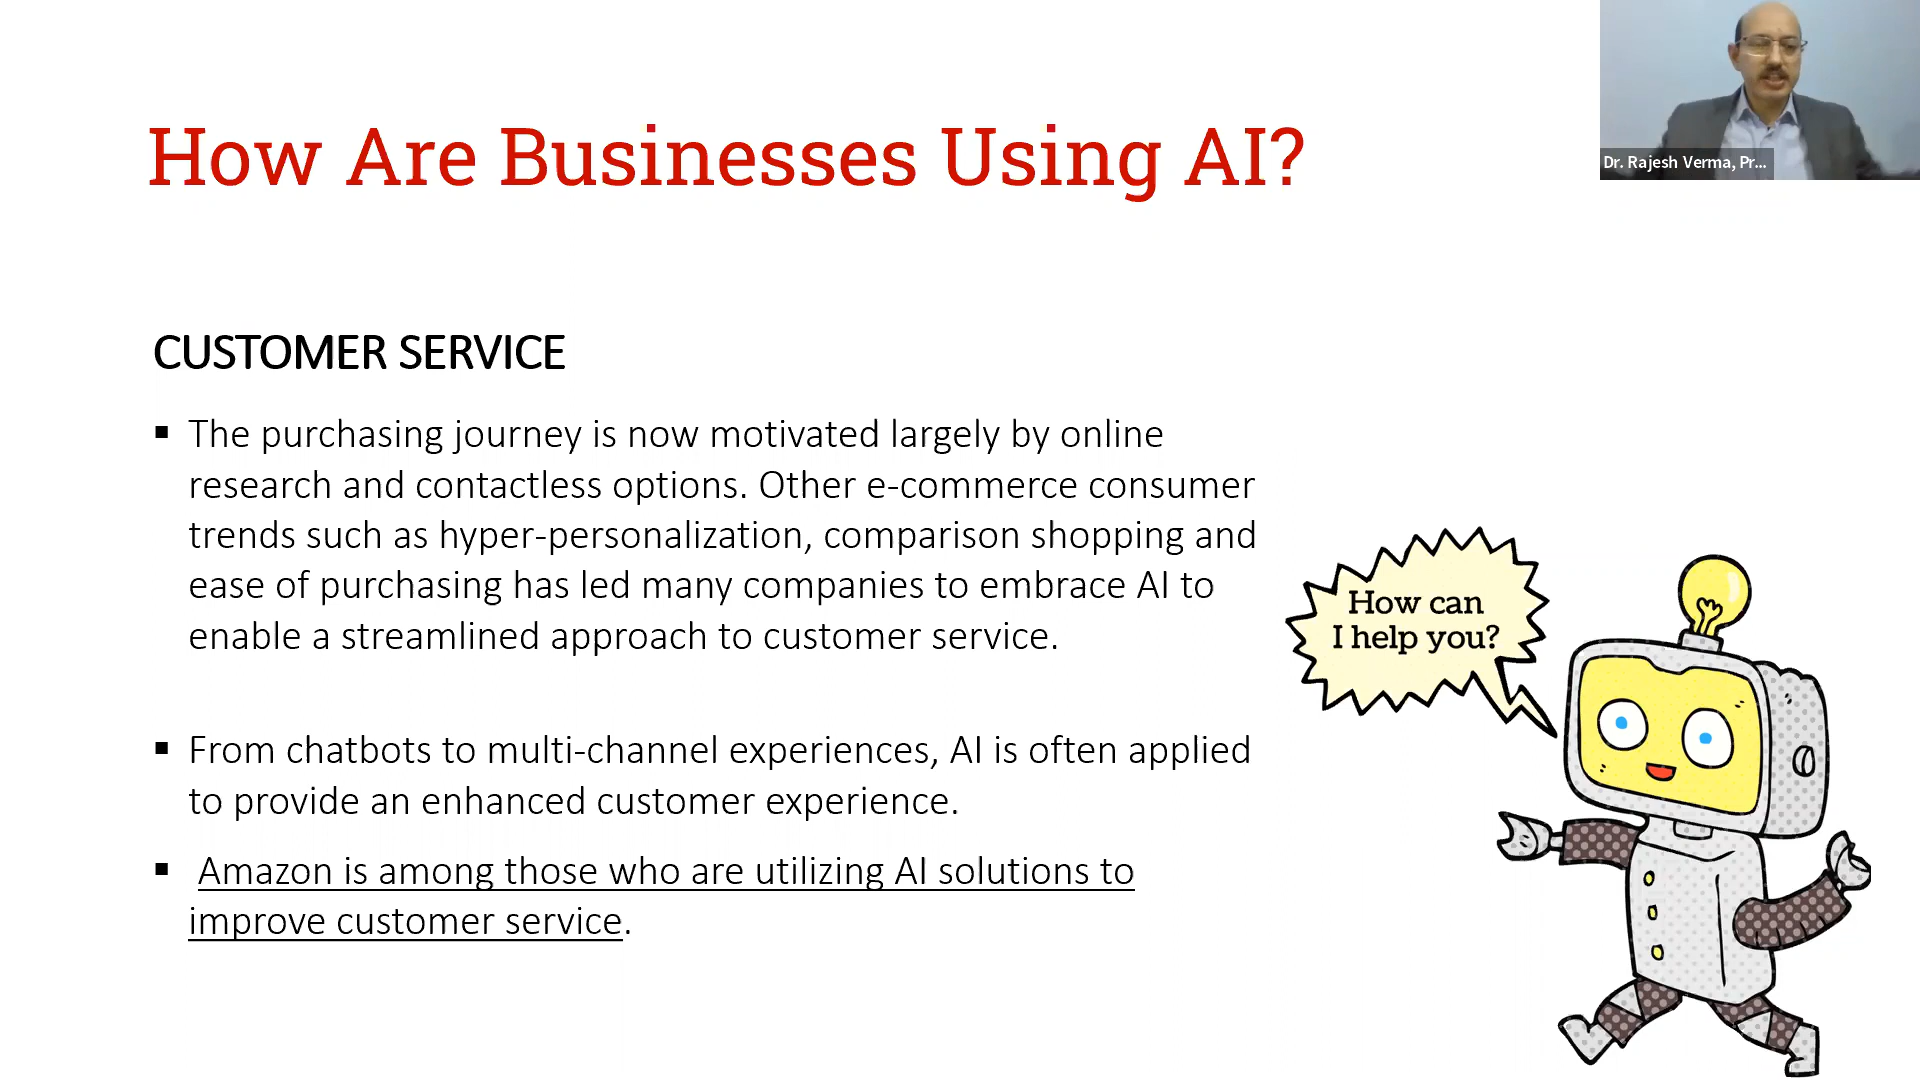 How Are Businesses Using AI?
Dr. Rajesh Verma, Pr...
CUSTOMER SERVICE
▪ The purchasing journey is now motivated largely by online
research and contactless options. Other e-commerce consumer
trends such as hyper-personalization, comparison shopping and
ease of purchasing has led many companies to embrace AI to
enable a streamlined approach to customer service.
▪ From chatbots to multi-channel experiences, AI is often applied
to provide an enhanced customer experience.
▪ Amazon is among those who are utilizing AI solutions to
improve customer service.
How can
I help you?